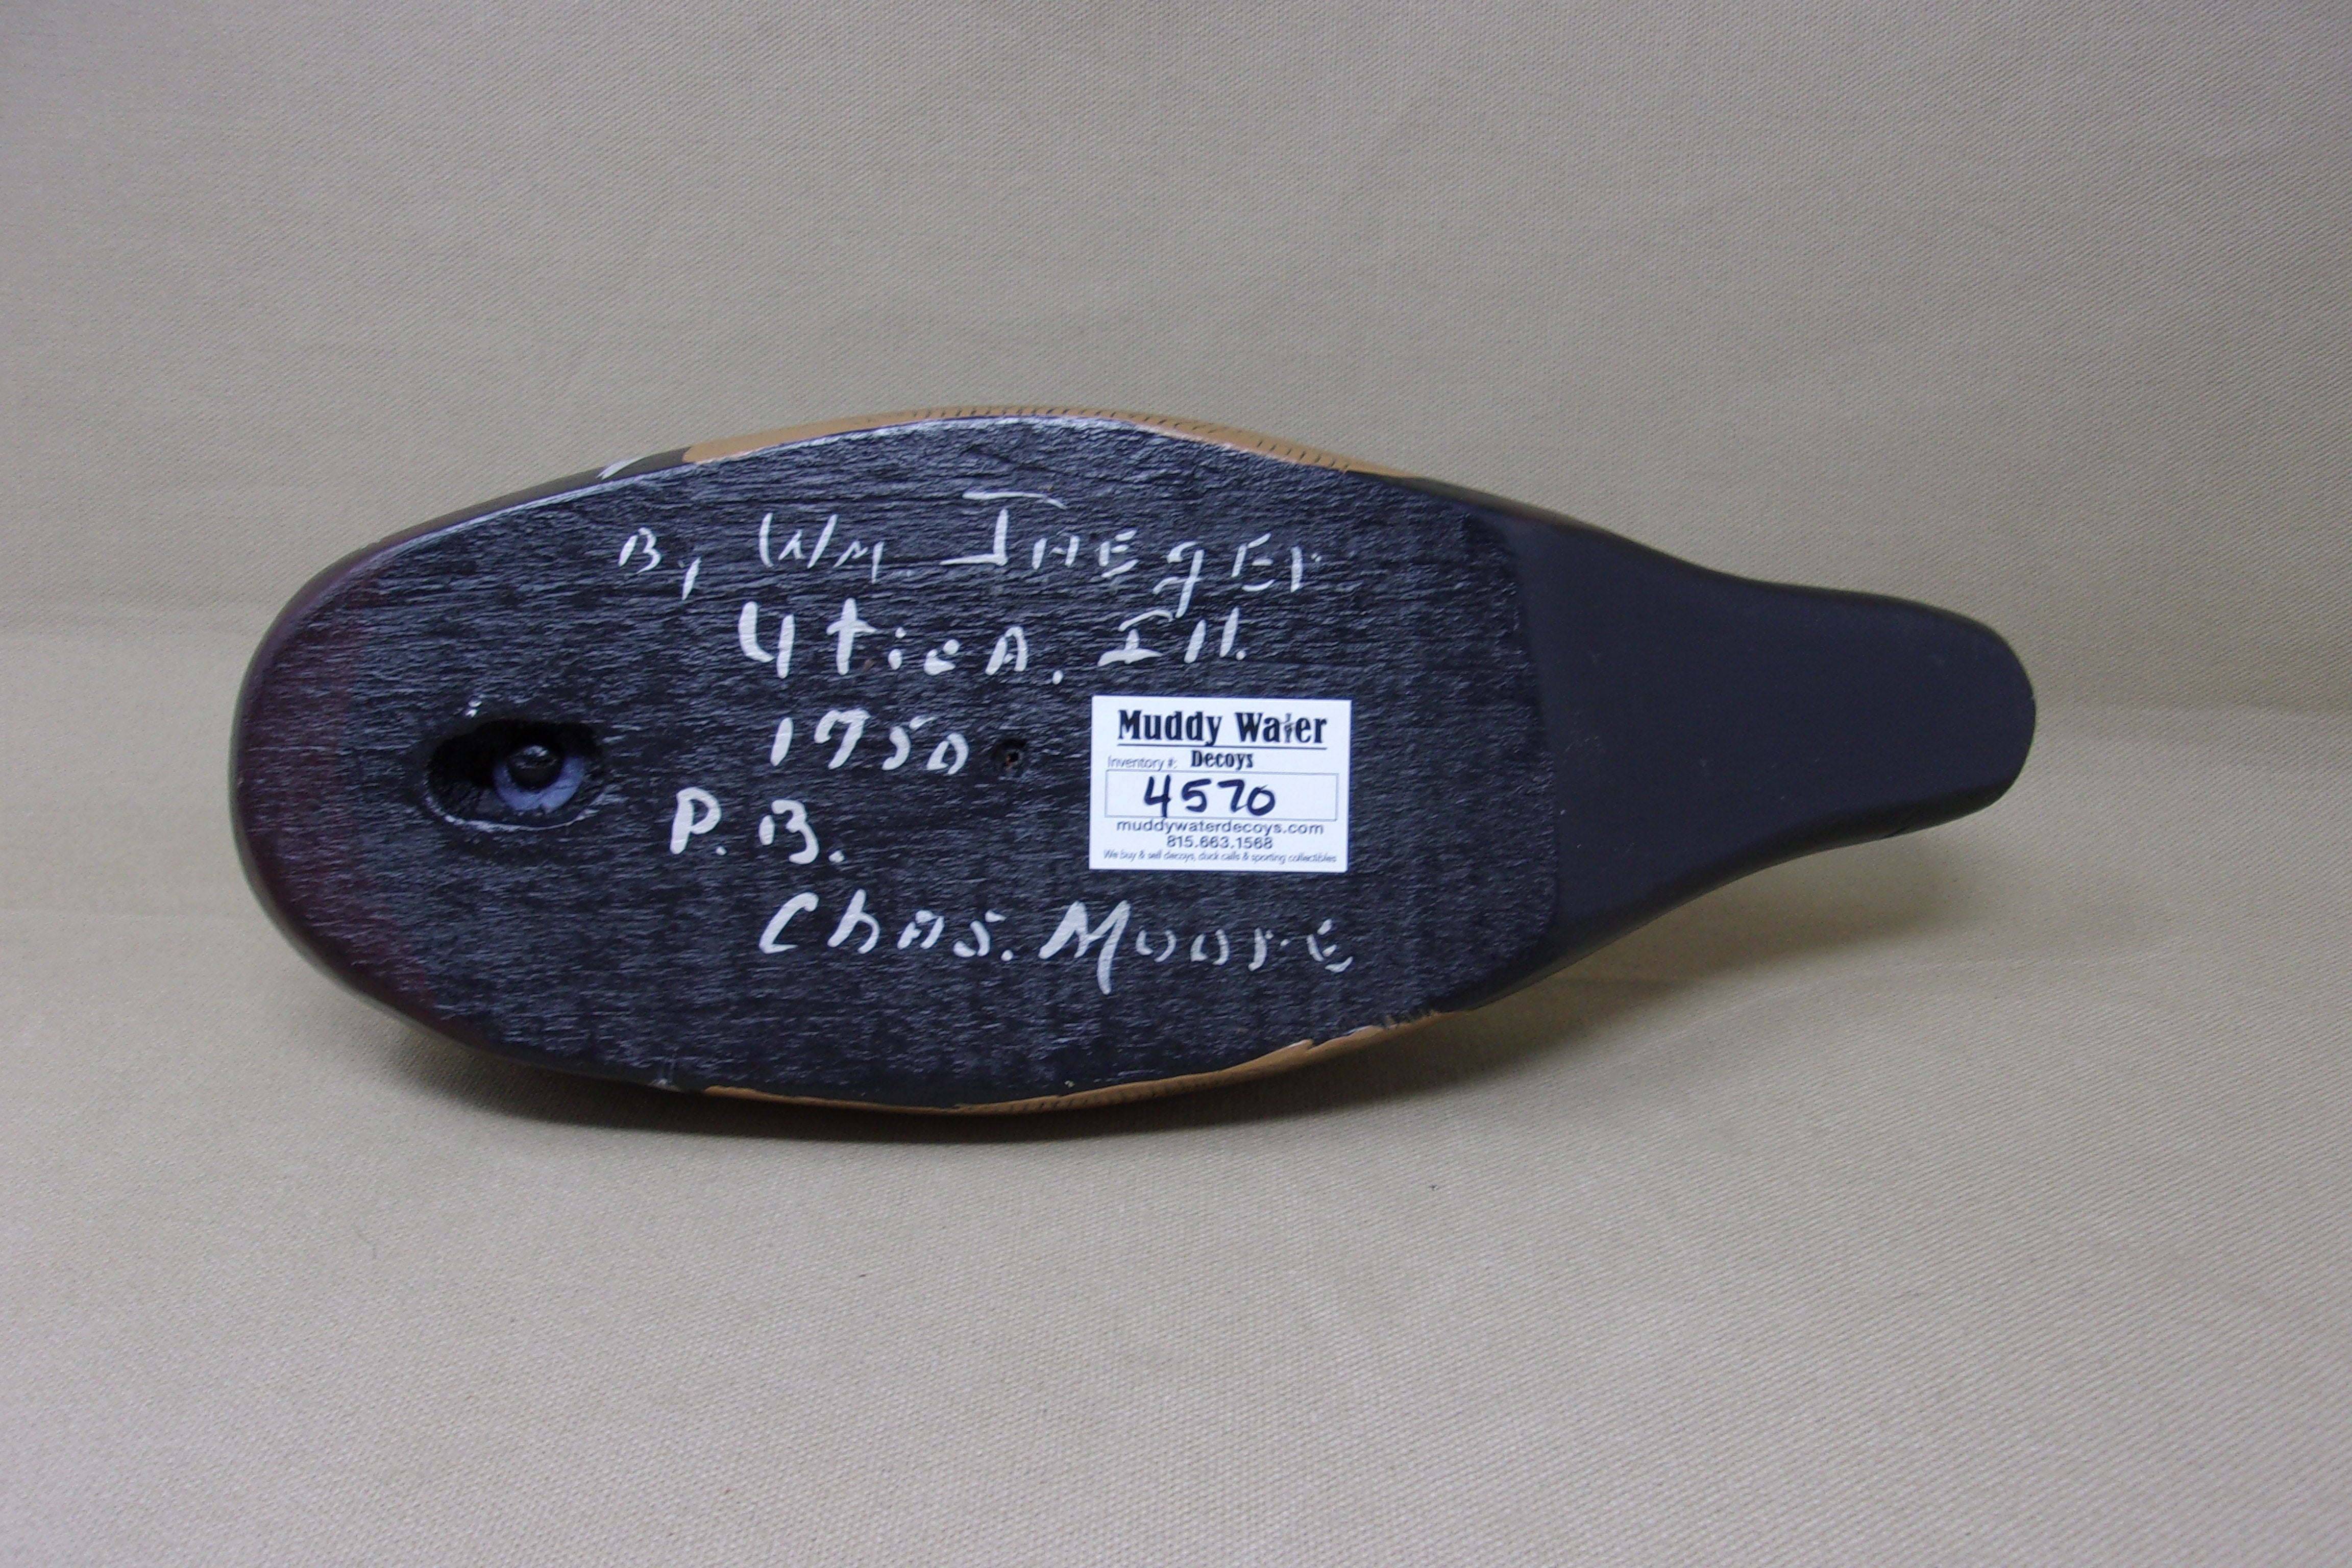 By Wm. Jaeger
Utica. Ill.
1950
P. B.
Chas. Moore
Muddy Water
Decoys
Inventory #:
4570
muddywaterdecoys.com
815.663.1568
We buy & sell decoys, duck calls & sporting collectibles